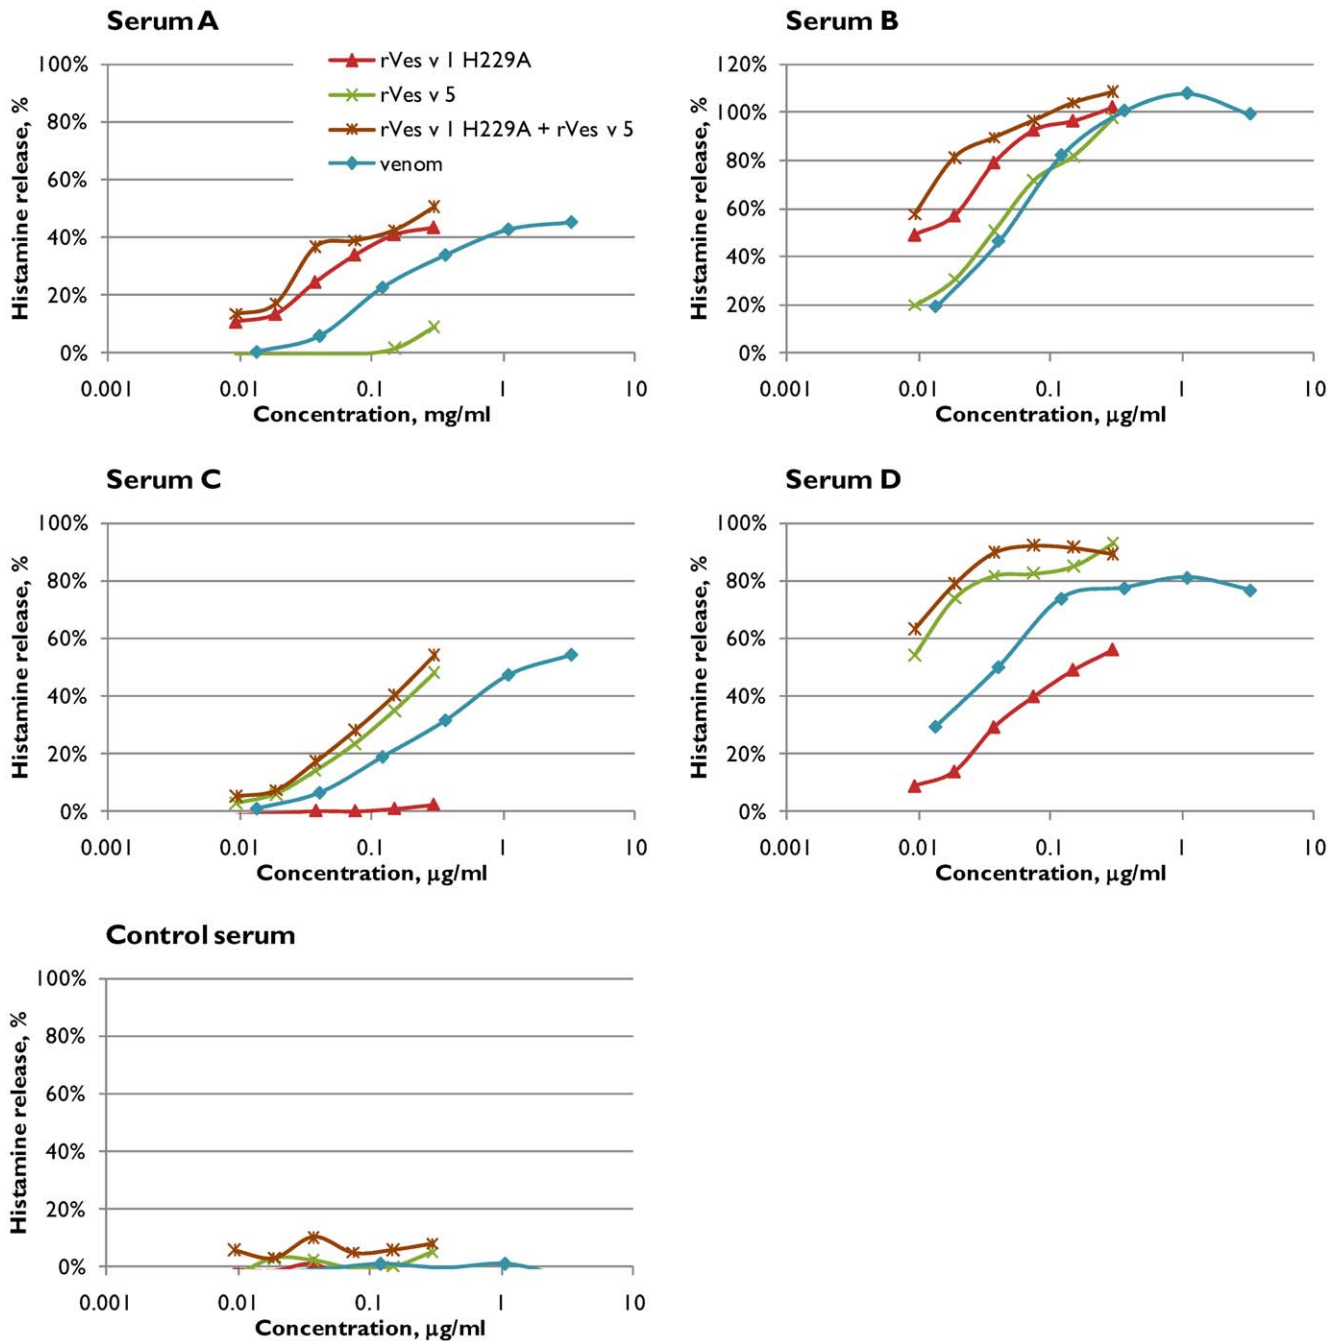 Serum A
rVes v 1 H229A
rVes v 5
rVes v 1 H229A + rVes v 5
venom
Histamine release, %
100%
80%
60%
40%
20%
0%
0.001 0.01 0.1 1 10
Concentration, mg/ml
Serum B
Histamine release, %
120%
100%
80%
60%
40%
20%
0%
0.001 0.01 0.1 1 10
Concentration, μg/ml
Serum C
Histamine release, %
100%
80%
60%
40%
20%
0%
0.001 0.01 0.1 1 10
Concentration, μg/ml
Serum D
Histamine release, %
100%
80%
60%
40%
20%
0%
0.001 0.01 0.1 1 10
Concentration, μg/ml
Control serum
Histamine release, %
100%
80%
60%
40%
20%
0%
0.001 0.01 0.1 1 10
Concentration, μg/ml